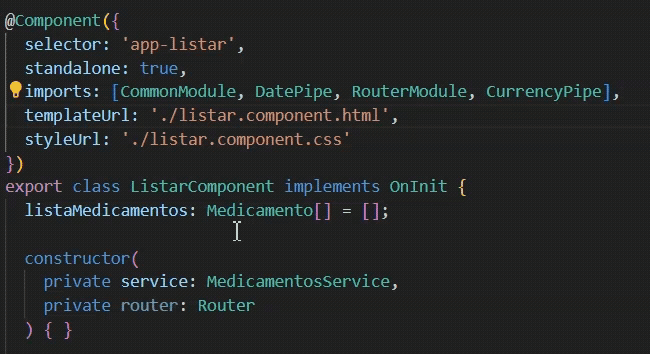 @Component({
selector: 'app-listar',
standalone: true,
imports: [CommonModule, DatePipe, RouterModule, CurrencyPipe],
templateUrl: './listar.component.html',
styleUrl: './listar.component.css'
})
export class ListarComponent implements OnInit {
listaMedicamentos: Medicamento[] = [];
constructor(
private service: MedicamentosService,
private router: Router
) { }